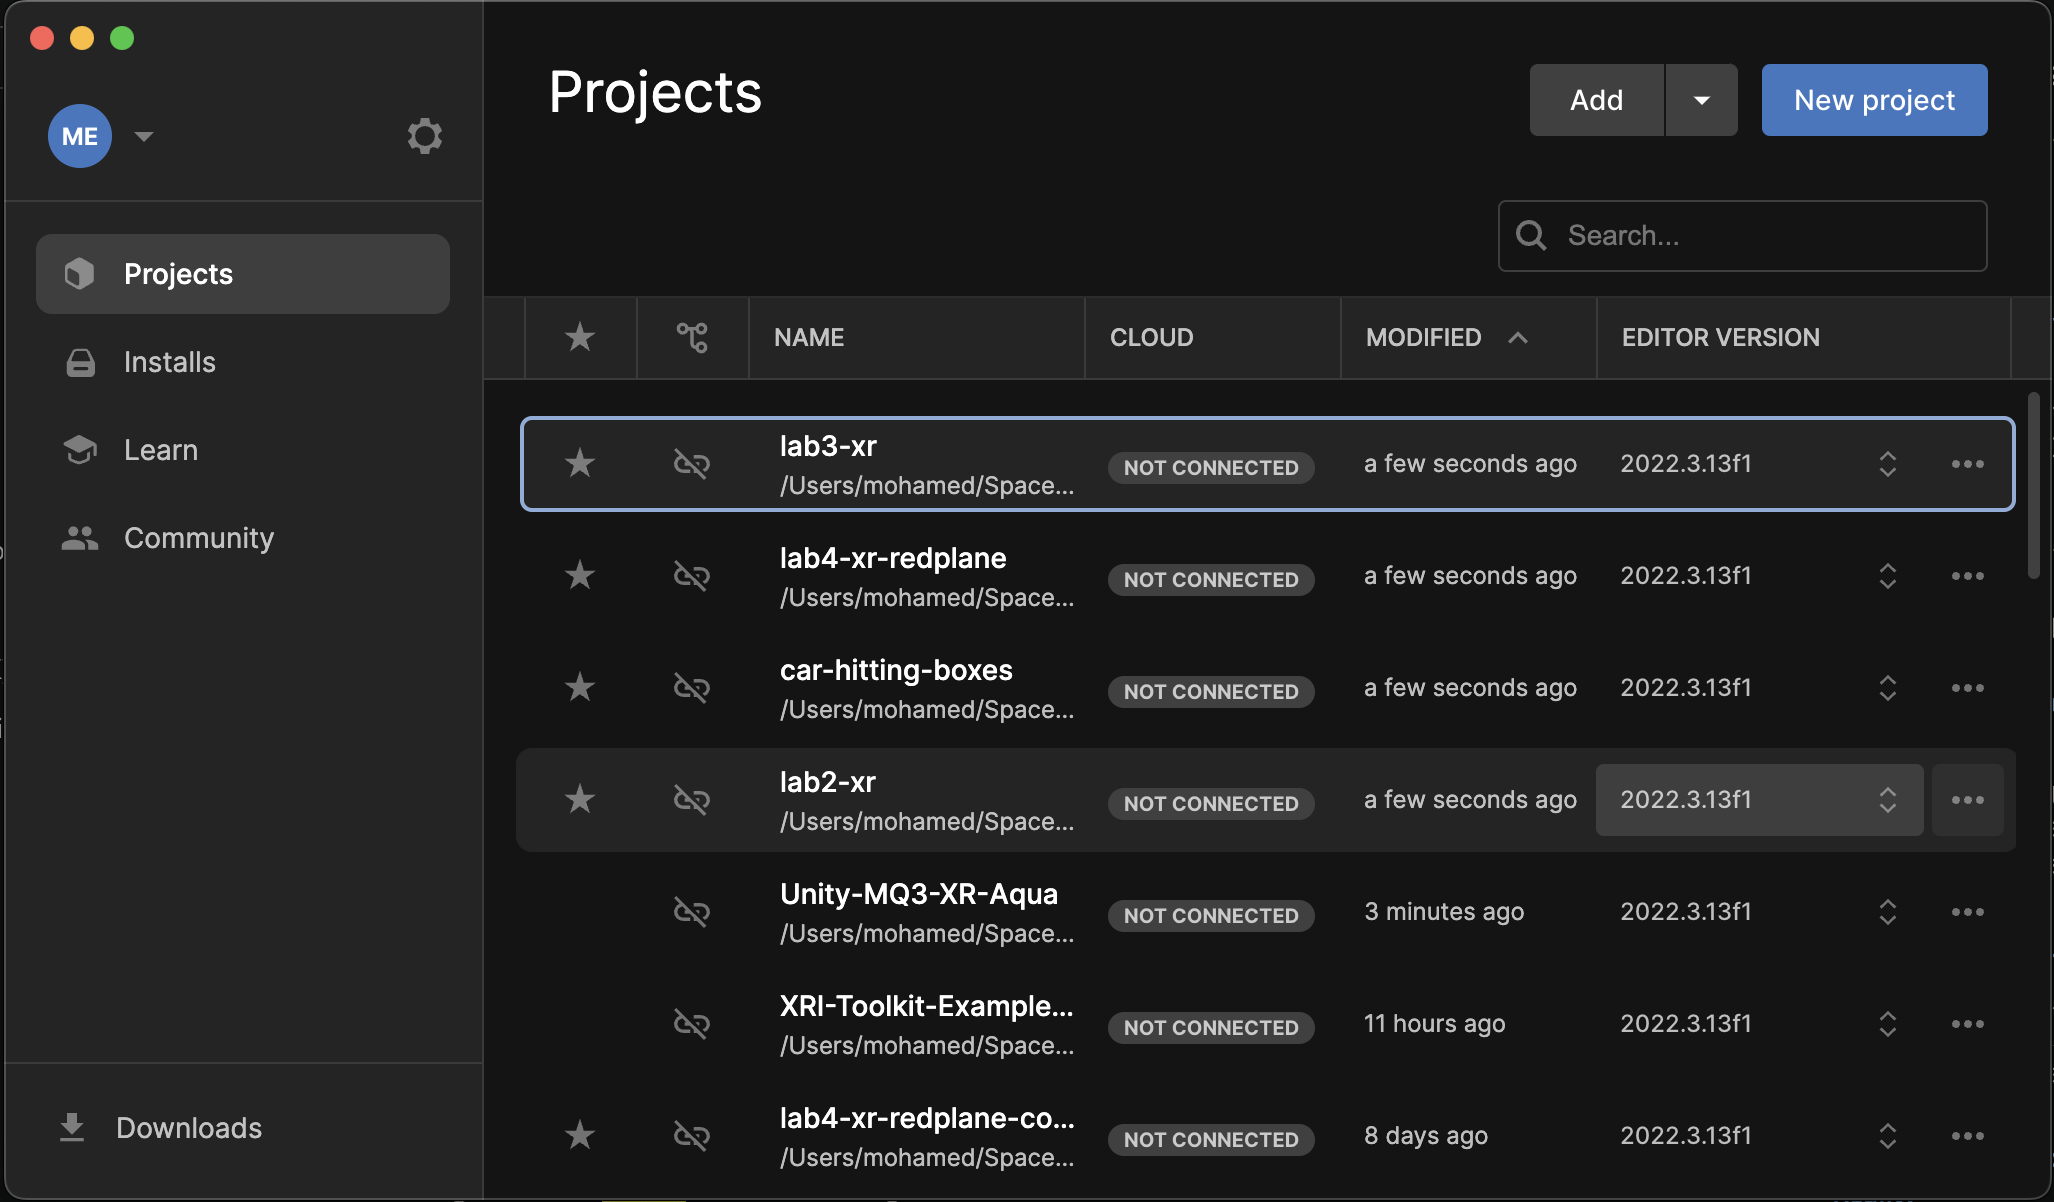 ME
Projects
Installs
Learn
Community
Downloads
Projects
Add
New project
Search...
NAME CLOUD MODIFIED EDITOR VERSION
lab3-xr
/Users/mohamed/Space...
NOT CONNECTED
a few seconds ago
2022.3.13f1
lab4-xr-redplane
/Users/mohamed/Space...
NOT CONNECTED
a few seconds ago
2022.3.13f1
car-hitting-boxes
/Users/mohamed/Space...
NOT CONNECTED
a few seconds ago
2022.3.13f1
lab2-xr
/Users/mohamed/Space...
NOT CONNECTED
a few seconds ago
2022.3.13f1
Unity-MQ3-XR-Aqua
/Users/mohamed/Space...
NOT CONNECTED
3 minutes ago
2022.3.13f1
XRI-Toolkit-Example...
/Users/mohamed/Space...
NOT CONNECTED
11 hours ago
2022.3.13f1
lab4-xr-redplane-co...
/Users/mohamed/Space...
NOT CONNECTED
8 days ago
2022.3.13f1